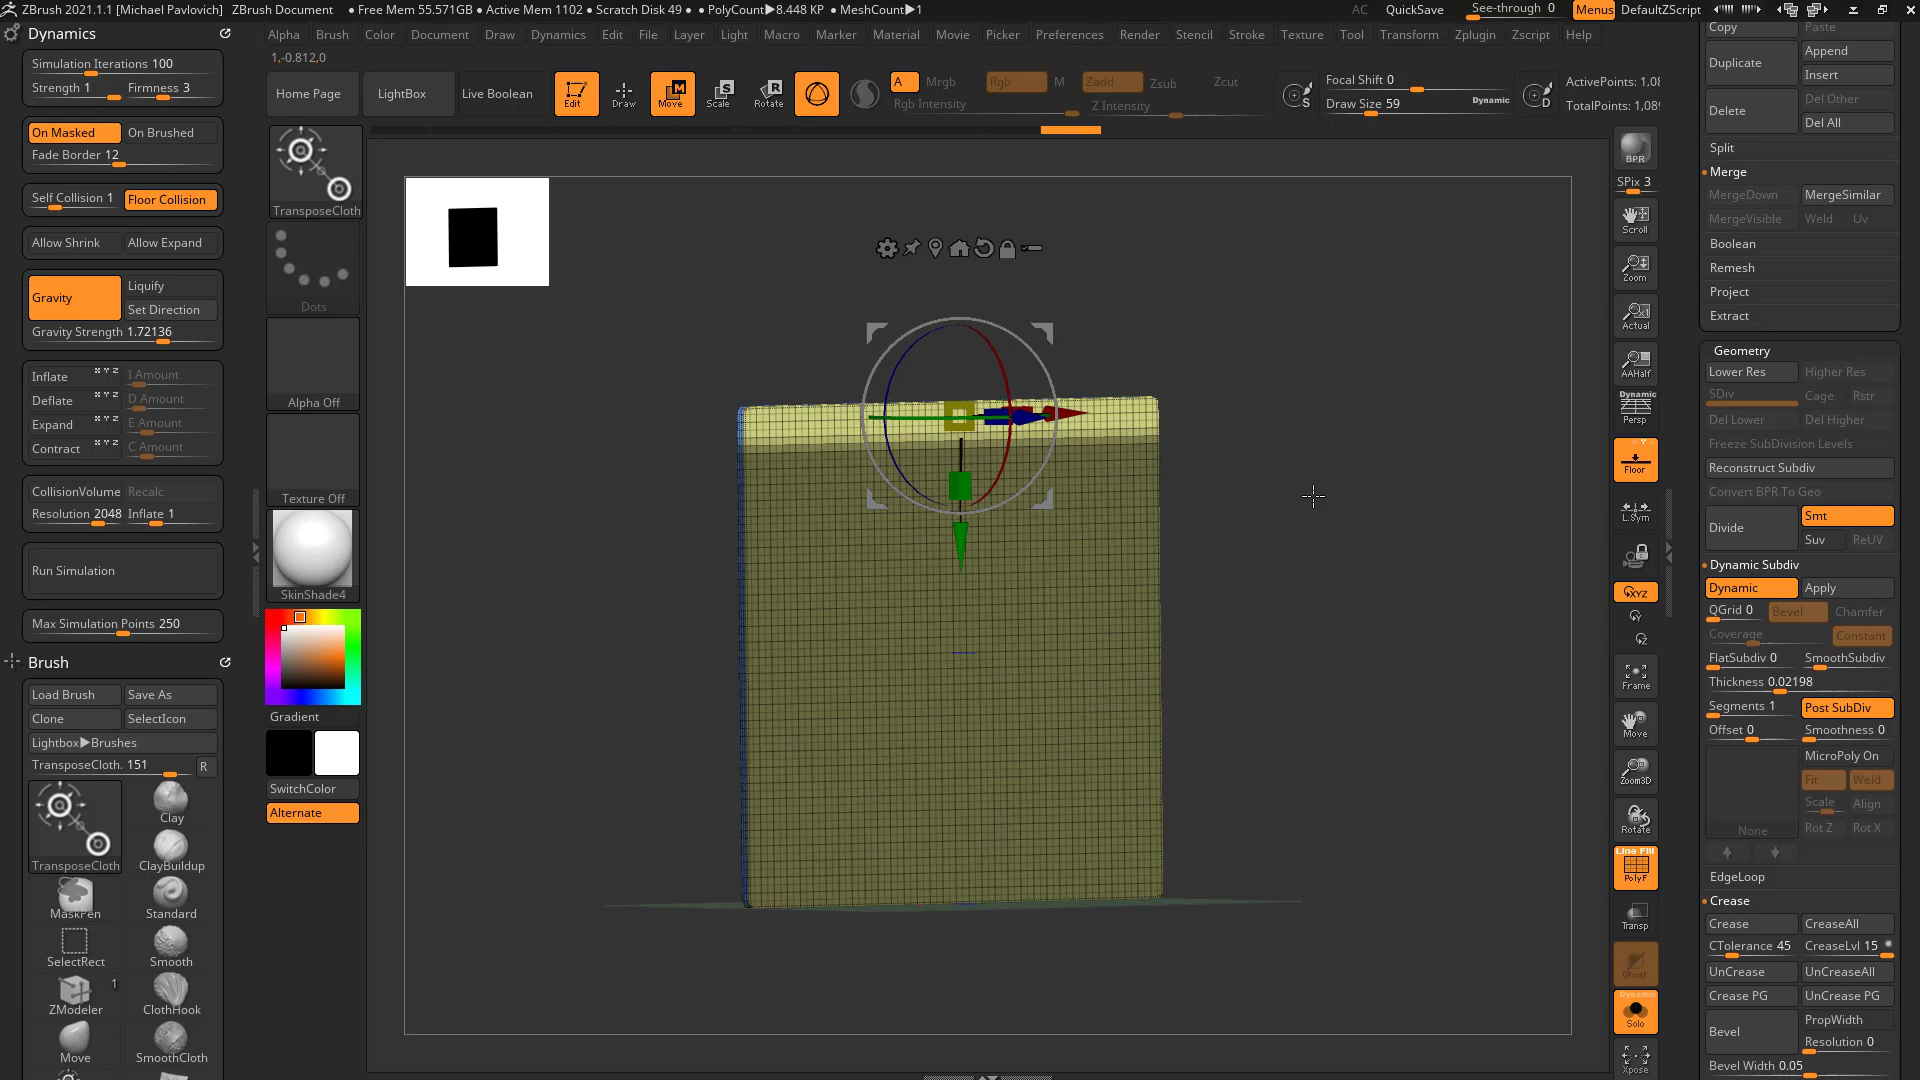 ZBrush 2021.1.1 [Michael Pavlovich] ZBrush Document • Free Mem 55.571GB • Active Mem 1102 • Scratch Disk 49 • • PolyCount▶8.448 KP • MeshCount▶1
AC QuickSave See-through 0 Menus DefaultZScript
Dynamics
Alpha Brush Color Document Draw Dynamics Edit File Layer Light Macro Marker Material Movie Picker Preferences Render Stencil Stroke Texture Tool Transform Zplugin Zscript Help
1,-0.812,0
Simulation Iterations 100
Strength 1 Firmness 3
On Masked On Brushed
Fade Border 12
Self Collision 1 Floor Collision
Allow Shrink Allow Expand
Gravity Liquify
Set Direction
Gravity Strength 1.72136
Inflate X Y Z I Amount
Deflate X Y Z D Amount
Expand X Y Z E Amount
Contract X Y Z C Amount
CollisionVolume Recalc
Resolution 2048 Inflate 1
Run Simulation
Max Simulation Points 250
Brush
Load Brush Save As
Clone SelectIcon
Lightbox▶Brushes
TransposeCloth. 151 R
TransposeCloth Clay
ClayBuildup
MaskPen Standard
SelectRect Smooth
1
ZModeler ClothHook
Move SmoothCloth
Home Page LightBox Live Boolean Edit Draw Move Scale Rotate
A Mrgb Rgb M Zadd Zsub Zcut
Rgb Intensity Z Intensity
Focal Shift 0
Draw Size 59 Dynamic
S D
ActivePoints: 1,08
TotalPoints: 1,089
TransposeCloth
Dots
Alpha Off
Texture Off
SkinShade4
Gradient
SwitchColor
Alternate
BPR
SPix 3
Scroll
Zoom
Actual
AAHalf
Dynamic
Persp
Floor
L.Sym
XYZ
Y
Z
Frame
Move
Zoom3D
Rotate
Line Fill
PolyF
Transp
Ghost
Dynamic
Solo
Xpose
Copy Paste
Duplicate Append
Insert
Delete Del Other
Del All
Split
Merge
MergeDown MergeSimilar
MergeVisible Weld Uv
Boolean
Remesh
Project
Extract
Geometry
Lower Res Higher Res
SDiv Cage Rstr
Del Lower Del Higher
Freeze SubDivision Levels
Reconstruct Subdiv
Convert BPR To Geo
Divide Smt
Suv ReUV
Dynamic Subdiv
Dynamic Apply
QGrid 0 Bevel Chamfer
Coverage Constant
FlatSubdiv 0 SmoothSubdiv
Thickness 0.02198
Segments 1 Post SubDiv
Offset 0 Smoothness 0
MicroPoly On
Fit Weld
Scale Align
None Rot Z Rot X
EdgeLoop
Crease
Crease CreaseAll
CTolerance 45 CreaseLvl 15
UnCrease UnCreaseAll
Crease PG UnCrease PG
Bevel PropWidth
Resolution 0
Bevel Width 0.05